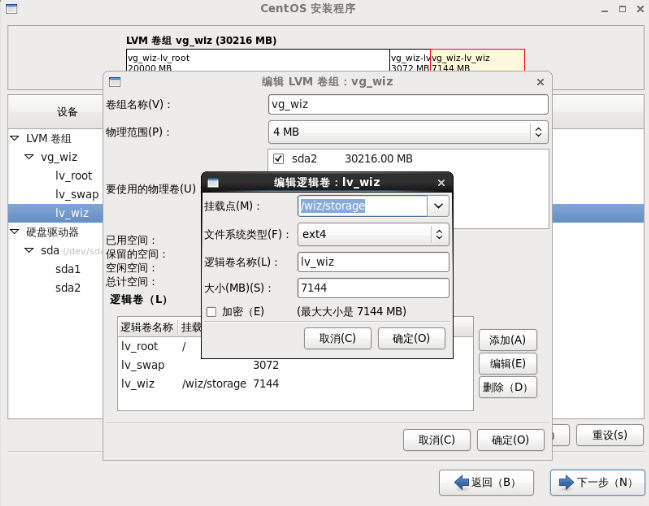 CentOS 安装程序
LVM 卷组 vg_wiz (30216 MB)
vg_wiz-lv_root
20000 MB
vg_wiz-lv
3072 MB
vg_wiz-lv_wiz
7144 MB
编辑 LVM 卷组：vg_wiz
设备
LVM 卷组
vg_wiz
lv_root
lv_swap
lv_wiz
硬盘驱动器
sda (/dev/sda
sda1
sda2
卷组名称(V)：
vg_wiz
物理范围(P)：
4 MB
sda2 30216.00 MB
要使用的物理卷(U)
已用空间：
保留的空间：
空闲空间：
总计空间：
逻辑卷（L）
逻辑卷名称 挂载
lv_root /
lv_swap 3072
lv_wiz /wiz/storage 7144
添加(A)
编辑(E)
删除（D）
取消(C)
确定(O)
编辑逻辑卷：lv_wiz
挂载点(M)：
/wiz/storage
文件系统类型(F)：
ext4
逻辑卷名称(L)：
lv_wiz
大小(MB)(S)：
7144
加密（E)
(最大大小是 7144 MB)
取消(C)
确定(O)
)
重设(s)
返回（B）
下一步（N）